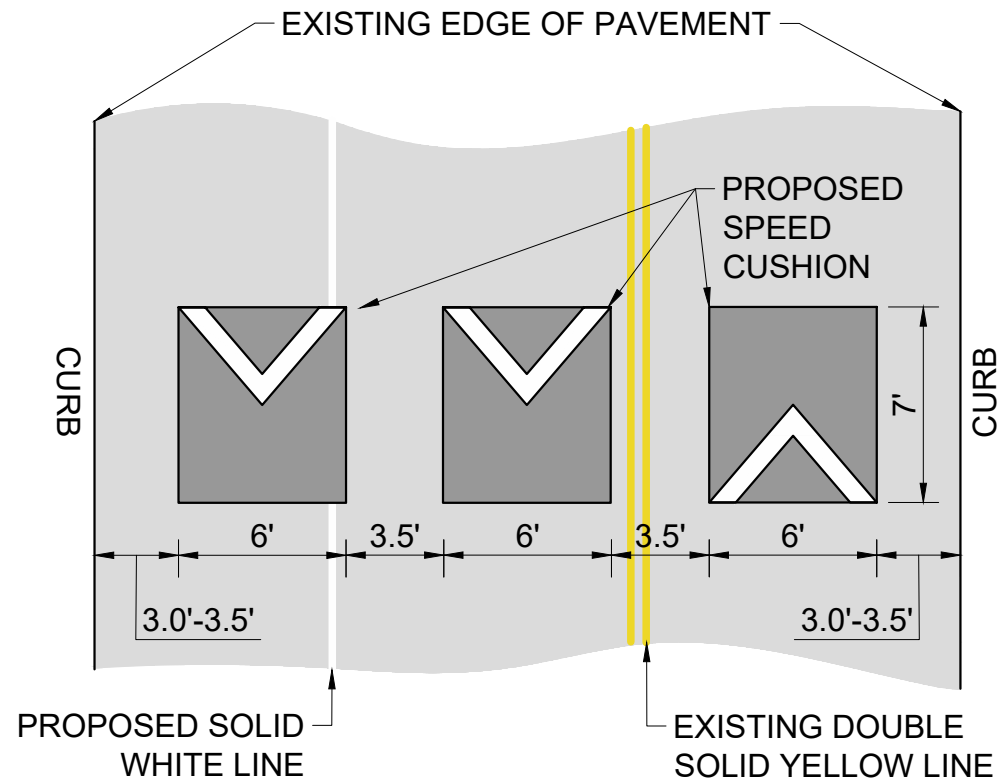 EXISTING EDGE OF PAVEMENT
PROPOSED
SPEED
CUSHION
CURB
CURB
7'
6'
3.5'
6'
3.5'
6'
3.0'-3.5'
3.0'-3.5'
PROPOSED SOLID
WHITE LINE
EXISTING DOUBLE
SOLID YELLOW LINE